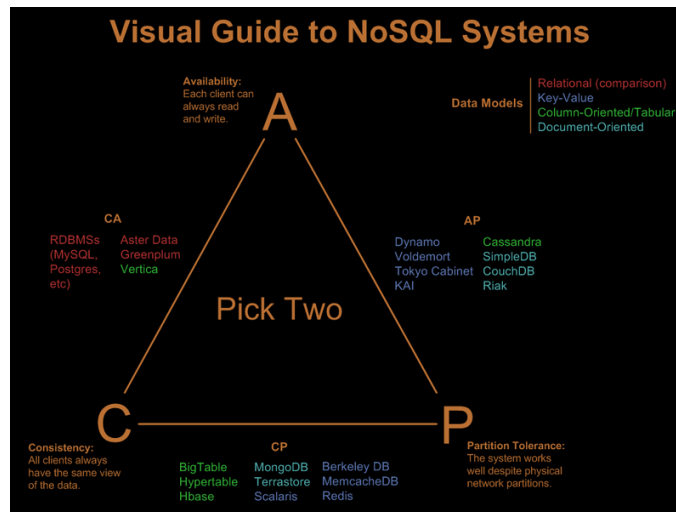 Visual Guide to NoSQL Systems
Availability:
Each client can
always read
and write.
A
Data Models
Relational (comparison)
Key-Value
Column-Oriented/Tabular
Document-Oriented
CA
RDBMSs
(MySQL,
Postgres,
etc)
Aster Data
Greenplum
Vertica
AP
Dynamo
Voldemort
Tokyo Cabinet
KAI
Cassandra
SimpleDB
CouchDB
Riak
Pick Two
C
Consistency:
All clients always
have the same view
of the data.
P
Partition Tolerance:
The system works
well despite physical
network partitions.
CP
BigTable
Hypertable
Hbase
MongoDB
Terrastore
Scalaris
Berkeley DB
MemcacheDB
Redis